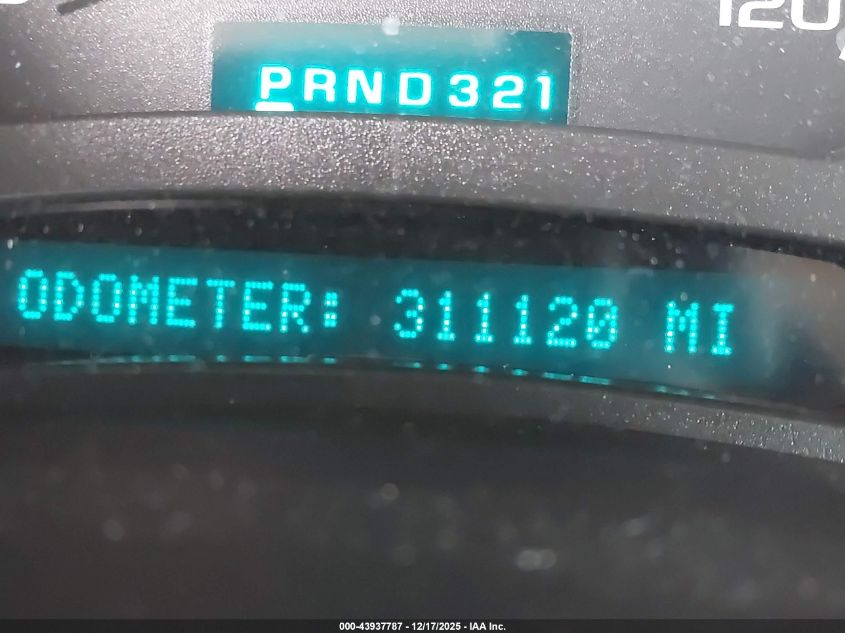 120
PRND321
ODOMETER: 311120 MI
000-43937787 - 12/17/2025 - IAA Inc.